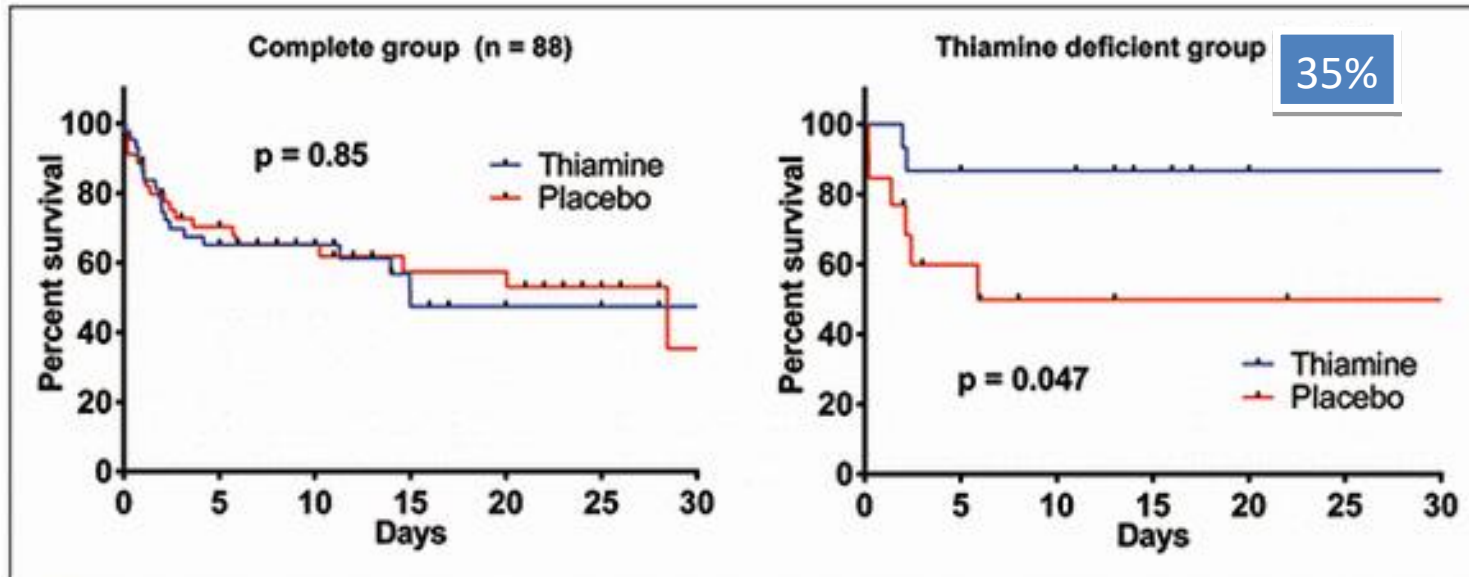 Complete group (n = 88)
100
80
60
40
20
0
Percent survival
p = 0.85
Thiamine
Placebo
0 5 10 15 20 25 30
Days
Thiamine deficient group
35%
100
80
60
40
20
0
Percent survival
p = 0.047
Thiamine
Placebo
0 5 10 15 20 25 30
Days